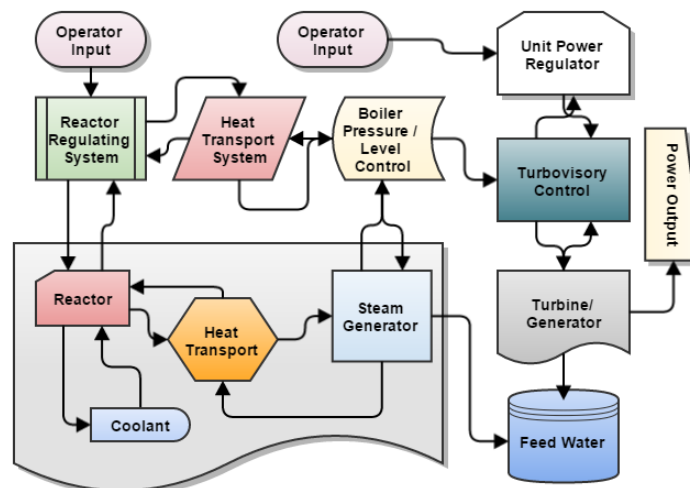 Operator
Input
Operator
Input
Unit Power
Regulator
Reactor
Regulating
System
Heat
Transport
System
Boiler
Pressure /
Level
Control
Turbovisory
Control
Power Output
Reactor
Heat
Transport
Steam
Generator
Turbine/
Generator
Coolant
Feed Water